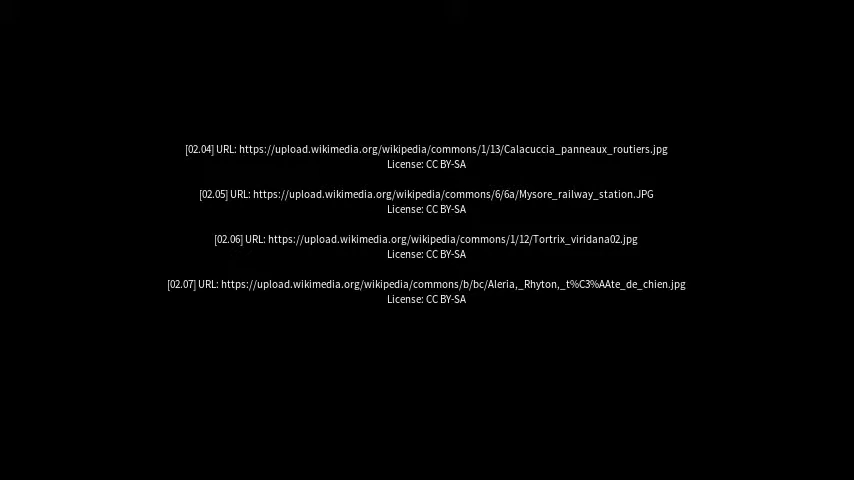 [02.04] URL: https://upload.wikimedia.org/wikipedia/commons/1/13/Calacuccia_panneaux_routiers.jpg
License: CC BY-SA
[02.05] URL: https://upload.wikimedia.org/wikipedia/commons/6/6a/Mysore_railway_station.JPG
License: CC BY-SA
[02.06] URL: https://upload.wikimedia.org/wikipedia/commons/1/12/Tortrix_viridana02.jpg
License: CC BY-SA
[02.07] URL: https://upload.wikimedia.org/wikipedia/commons/b/bc/Aleria,_Rhyton,_t%C3%AAte_de_chien.jpg
License: CC BY-SA